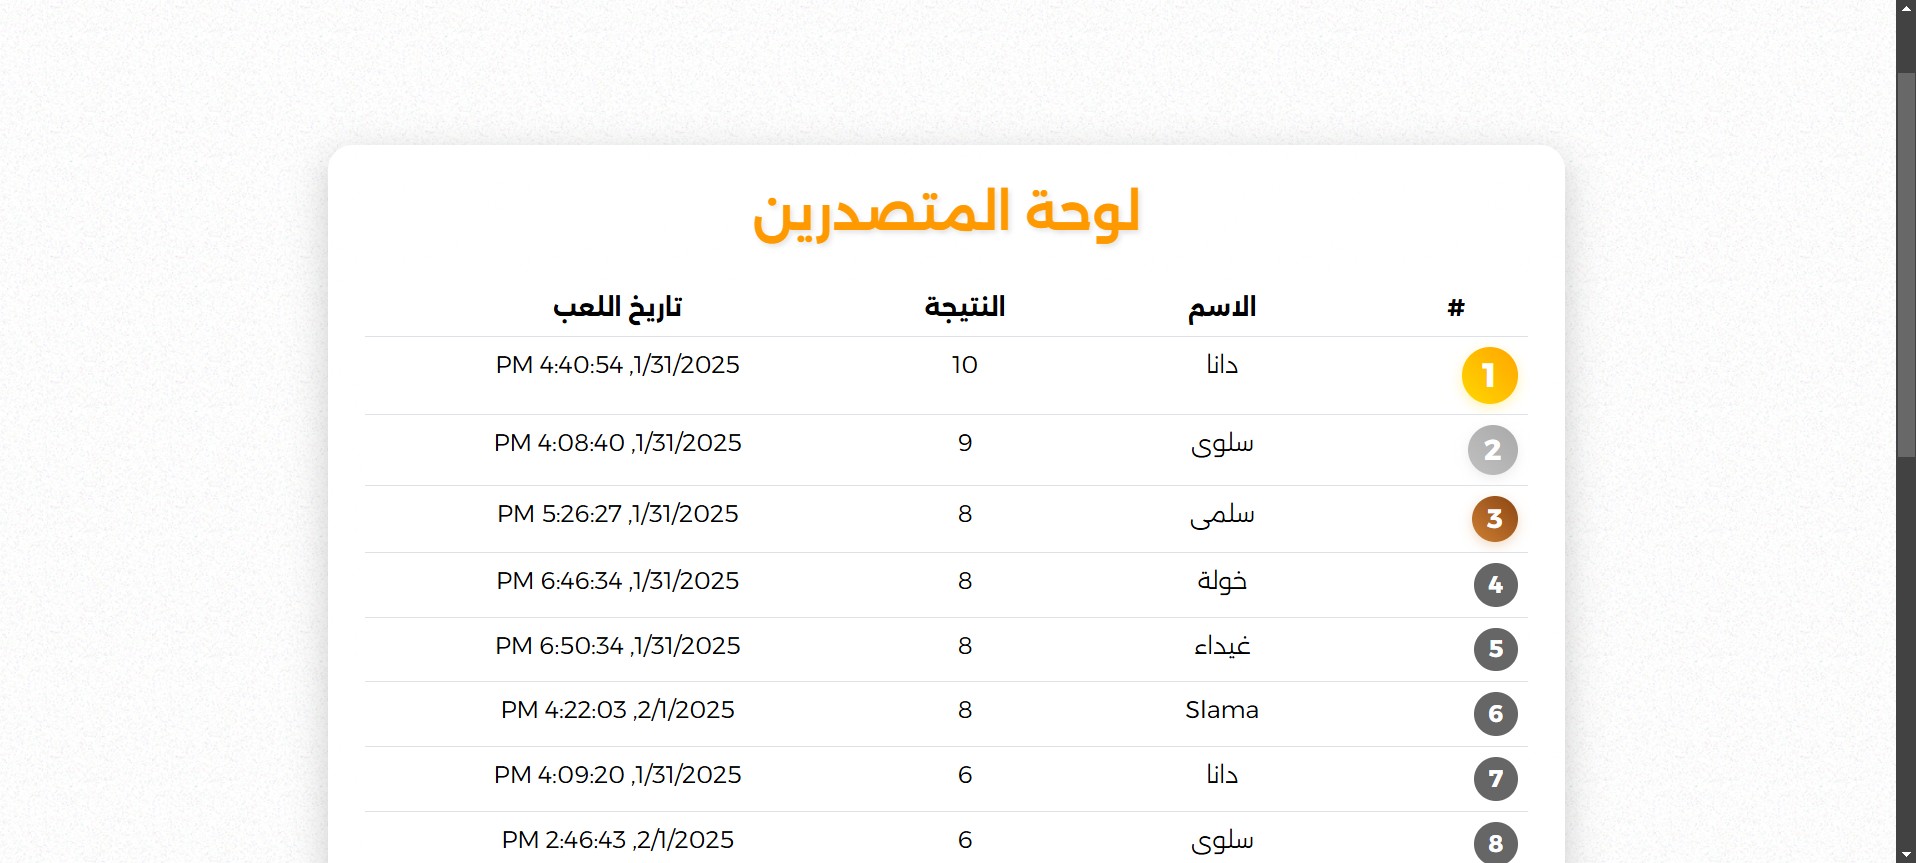 لوحة المتصدرين
# الاسم النتيجة تاريخ اللعب
1 دانا 10 1/31/2025, 4:40:54 PM
2 سلوى 9 1/31/2025, 4:08:40 PM
3 سلمى 8 1/31/2025, 5:26:27 PM
4 خولة 8 1/31/2025, 6:46:34 PM
5 غيداء 8 1/31/2025, 6:50:34 PM
6 Slama 8 2/1/2025, 4:22:03 PM
7 دانا 6 1/31/2025, 4:09:20 PM
8 سلوى 6 2/1/2025, 2:46:43 PM